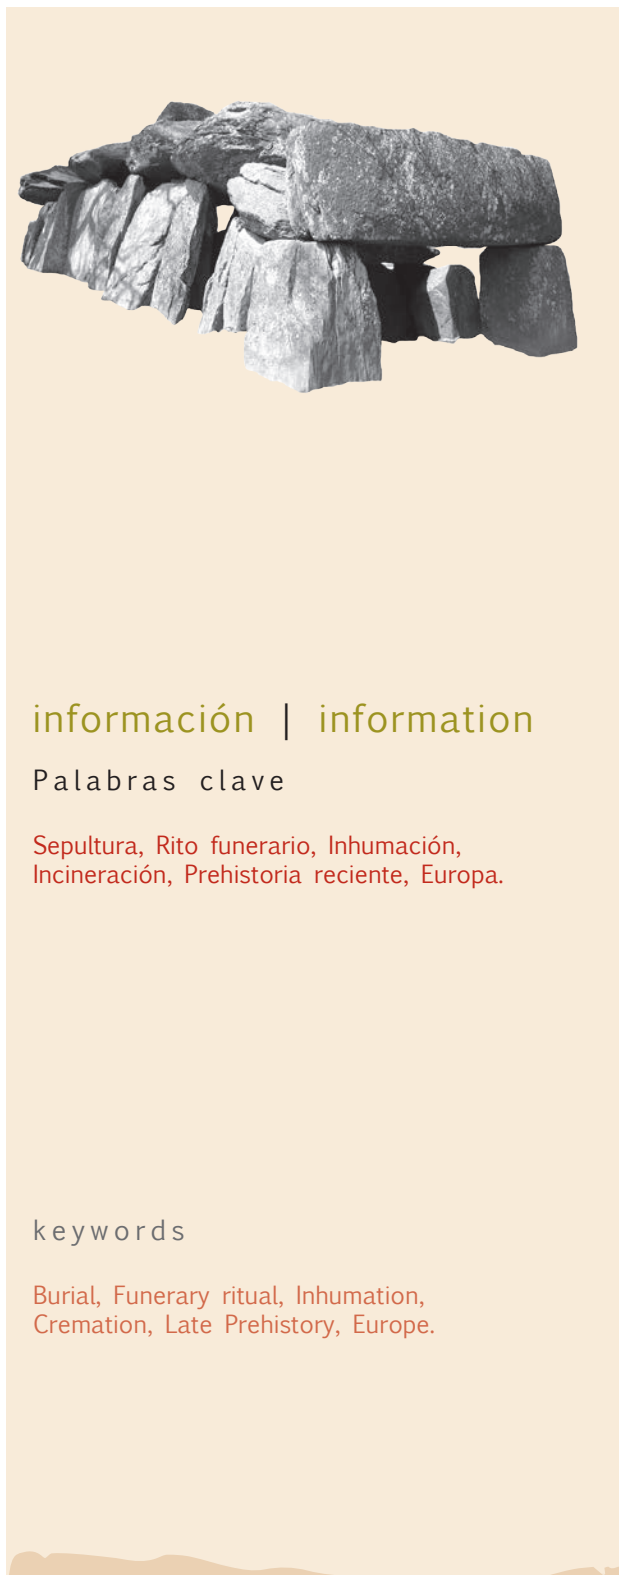 información | information
Palabras clave
Sepultura, Rito funerario, Inhumación,
Incineración, Prehistoria reciente, Europa.
keywords
Burial, Funerary ritual, Inhumation,
Cremation, Late Prehistory, Europe.